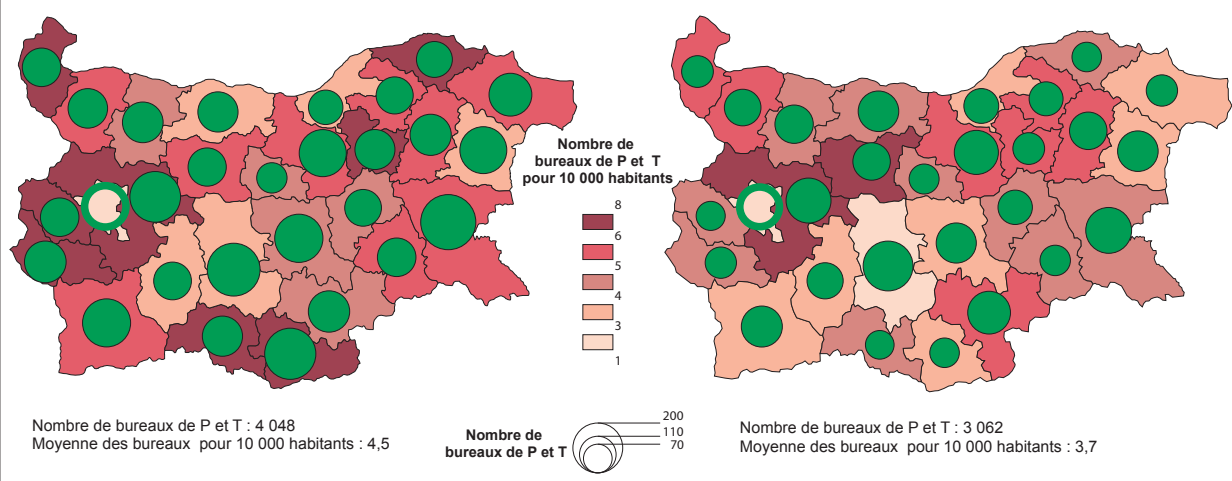 Nombre de
bureaux de P et T
pour 10 000 habitants
8
6
5
4
3
1
Nombre de bureaux de P et T : 4 048
Moyenne des bureaux pour 10 000 habitants : 4,5
Nombre de
bureaux de P et T
200
110
70
Nombre de bureaux de P et T : 3 062
Moyenne des bureaux pour 10 000 habitants : 3,7